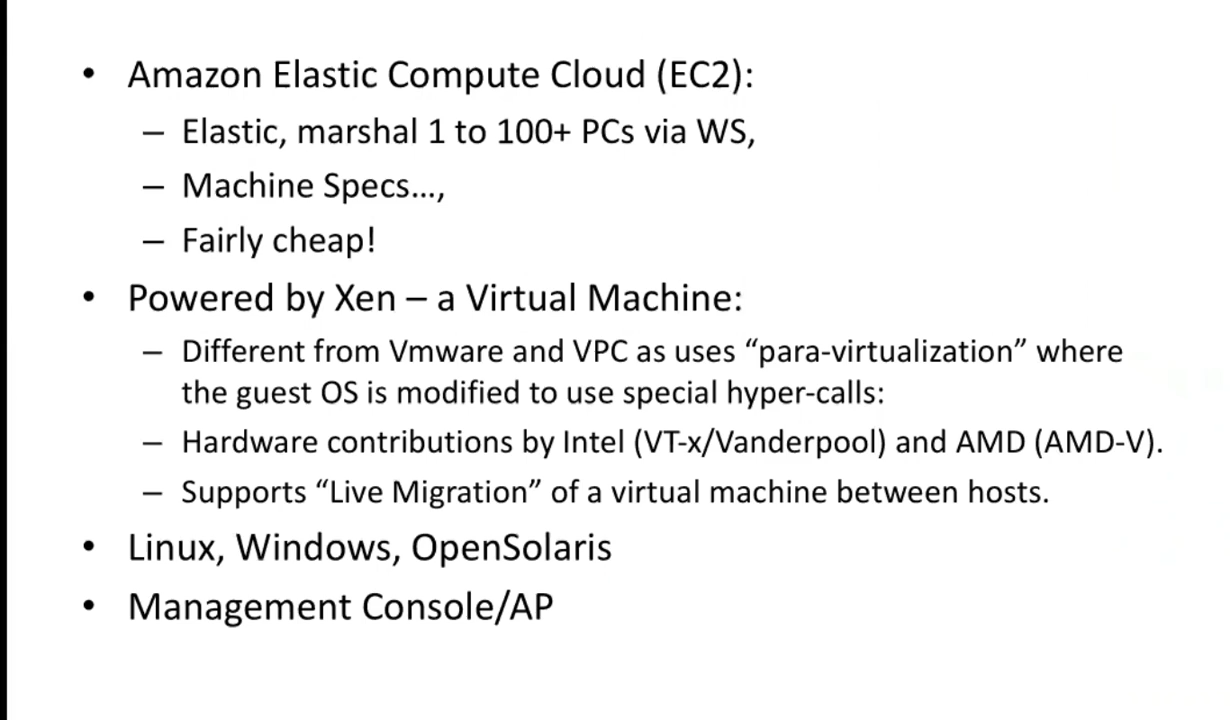 • Amazon Elastic Compute Cloud (EC2):
– Elastic, marshal 1 to 100+ PCs via WS,
– Machine Specs...,
– Fairly cheap!
• Powered by Xen – a Virtual Machine:
– Different from Vmware and VPC as uses “para-virtualization” where
the guest OS is modified to use special hyper-calls:
– Hardware contributions by Intel (VT-x/Vanderpool) and AMD (AMD-V).
– Supports “Live Migration” of a virtual machine between hosts.
• Linux, Windows, OpenSolaris
• Management Console/AP